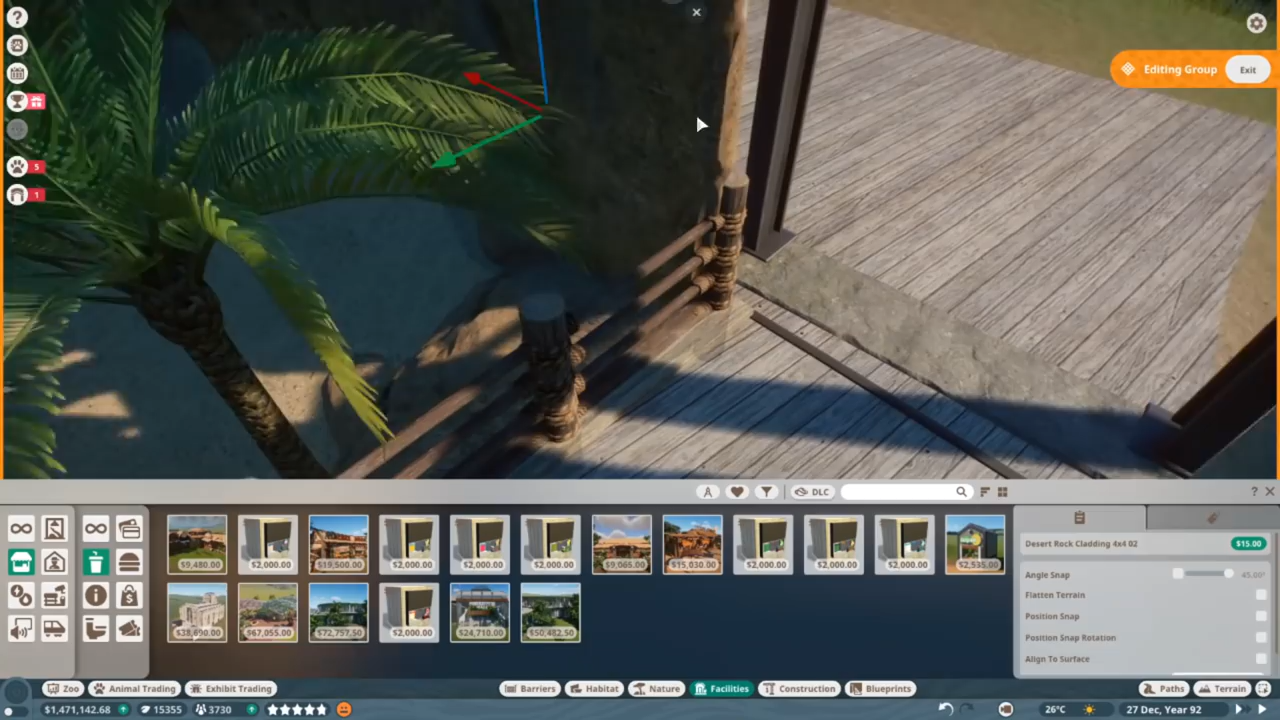 ?
×
Editing Group Exit
5
1
DLC
? ×
$9,480.00 $2,000.00 $19,500.00 $2,000.00 $2,000.00 $2,000.00 $9,065.00 $15,030.00 $2,000.00 $2,000.00 $2,000.00 $2,535.00
$38,690.00 $67,055.00 $72,757.50 $2,000.00 $24,710.00 $50,482.50
Desert Rock Cladding 4x4 02 $15.00
Angle Snap 45.00°
Flatten Terrain
Position Snap
Position Snap Rotation
Align To Surface
Zoo Animal Trading Exhibit Trading Barriers Habitat Nature Facilities Construction Blueprints Paths Terrain
$1,471,142.68 15355 3730 26°C 27 Dec, Year 92